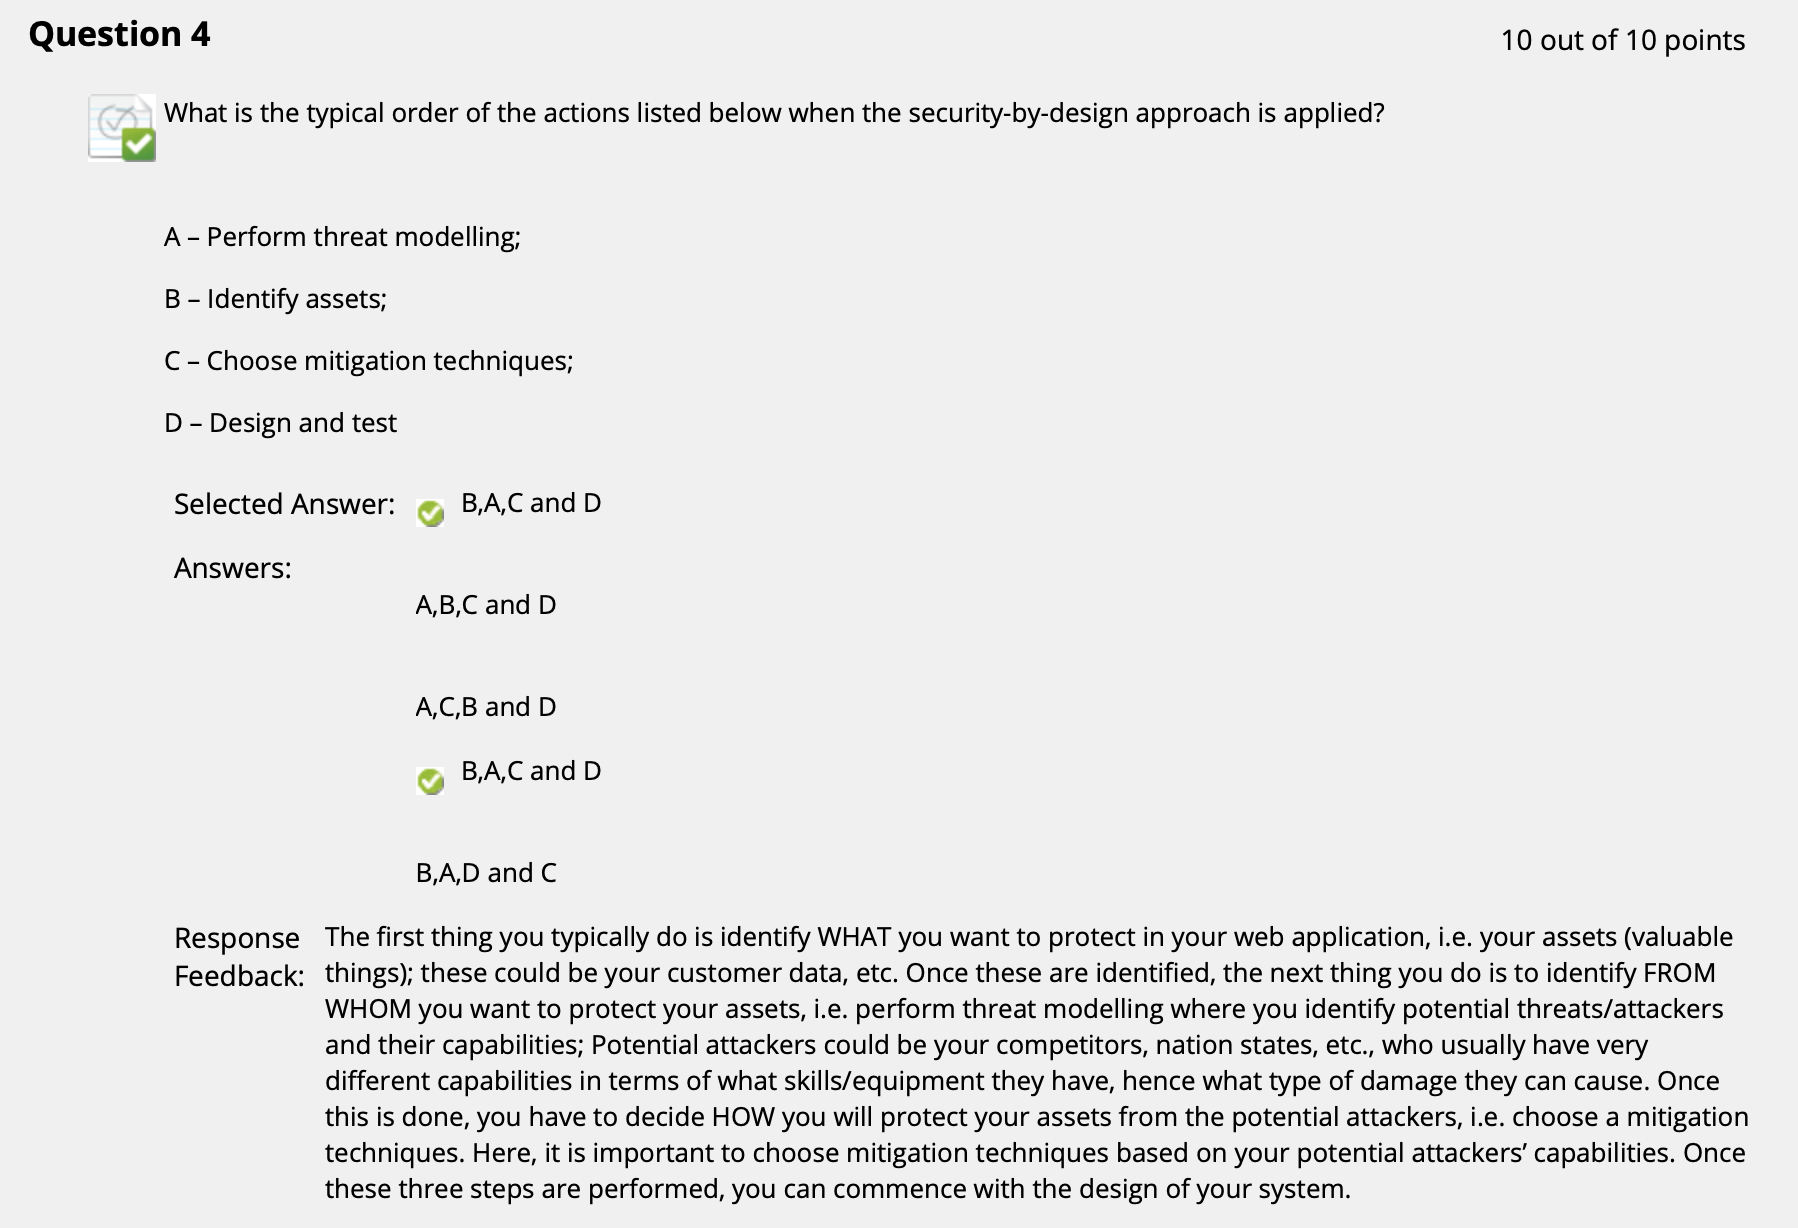 Question 4
10 out of 10 points
What is the typical order of the actions listed below when the security-by-design approach is applied?
A – Perform threat modelling;
B – Identify assets;
C – Choose mitigation techniques;
D – Design and test
Selected Answer:
B,A,C and D
Answers:
A,B,C and D
A,C,B and D
B,A,C and D
B,A,D and C
Response
Feedback:
The first thing you typically do is identify WHAT you want to protect in your web application, i.e. your assets (valuable
things); these could be your customer data, etc. Once these are identified, the next thing you do is to identify FROM
WHOM you want to protect your assets, i.e. perform threat modelling where you identify potential threats/attackers
and their capabilities; Potential attackers could be your competitors, nation states, etc., who usually have very
different capabilities in terms of what skills/equipment they have, hence what type of damage they can cause. Once
this is done, you have to decide HOW you will protect your assets from the potential attackers, i.e. choose a mitigation
techniques. Here, it is important to choose mitigation techniques based on your potential attackers’ capabilities. Once
these three steps are performed, you can commence with the design of your system.